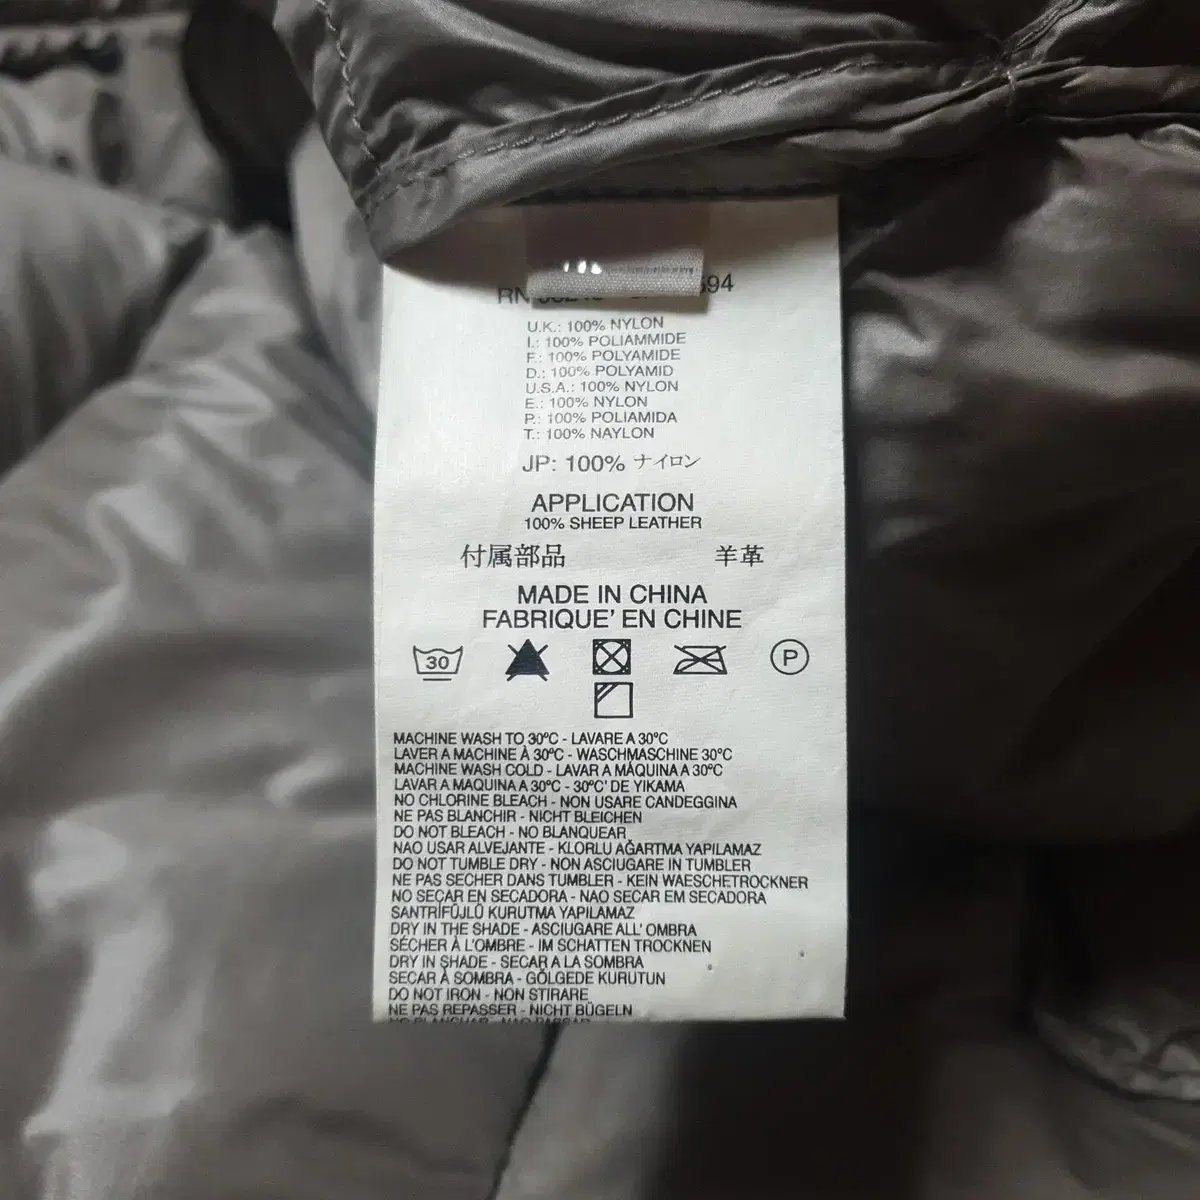 RN
594
U.K.: 100% NYLON
I.: 100% POLIAMMIDE
F.: 100% POLYAMIDE
D.: 100% POLYAMID
U.S.A.: 100% NYLON
E.: 100% NYLON
P.: 100% POLIAMIDA
T.: 100% NAYLON
JP: 100% ナイロン
APPLICATION
100% SHEEP LEATHER
付属部品 羊革
MADE IN CHINA
FABRIQUE' EN CHINE
30 P
MACHINE WASH TO 30°C - LAVARE A 30°C
LAVER A MACHINE À 30°C - WASCHMASCHINE 30°C
MACHINE WASH COLD - LAVAR A MÁQUINA A 30°C
LAVAR A MAQUINA A 30°C - 30°C' DE YIKAMA
NO CHLORINE BLEACH - NON USARE CANDEGGINA
NE PAS BLANCHIR - NICHT BLEICHEN
DO NOT BLEACH - NO BLANQUEAR
NAO USAR ALVEJANTE - KLORLU AĞARTMA YAPILAMAZ
DO NOT TUMBLE DRY - NON ASCIUGARE IN TUMBLER
NE PAS SECHER DANS TUMBLER - KEIN WAESCHETROCKNER
NO SECAR EN SECADORA - NAO SECAR EM SECADORA
SANTRİFÜJLÜ KURUTMA YAPILAMAZ
DRY IN THE SHADE - ASCIUGARE ALL' OMBRA
SÉCHER À L'OMBRE - IM SCHATTEN TROCKNEN
DRY IN SHADE - SECAR A LA SOMBRA
SECAR À SOMBRA - GÖLGEDE KURUTUN
DO NOT IRON - NON STIRARE
NE PAS REPASSER - NICHT BÜGELN